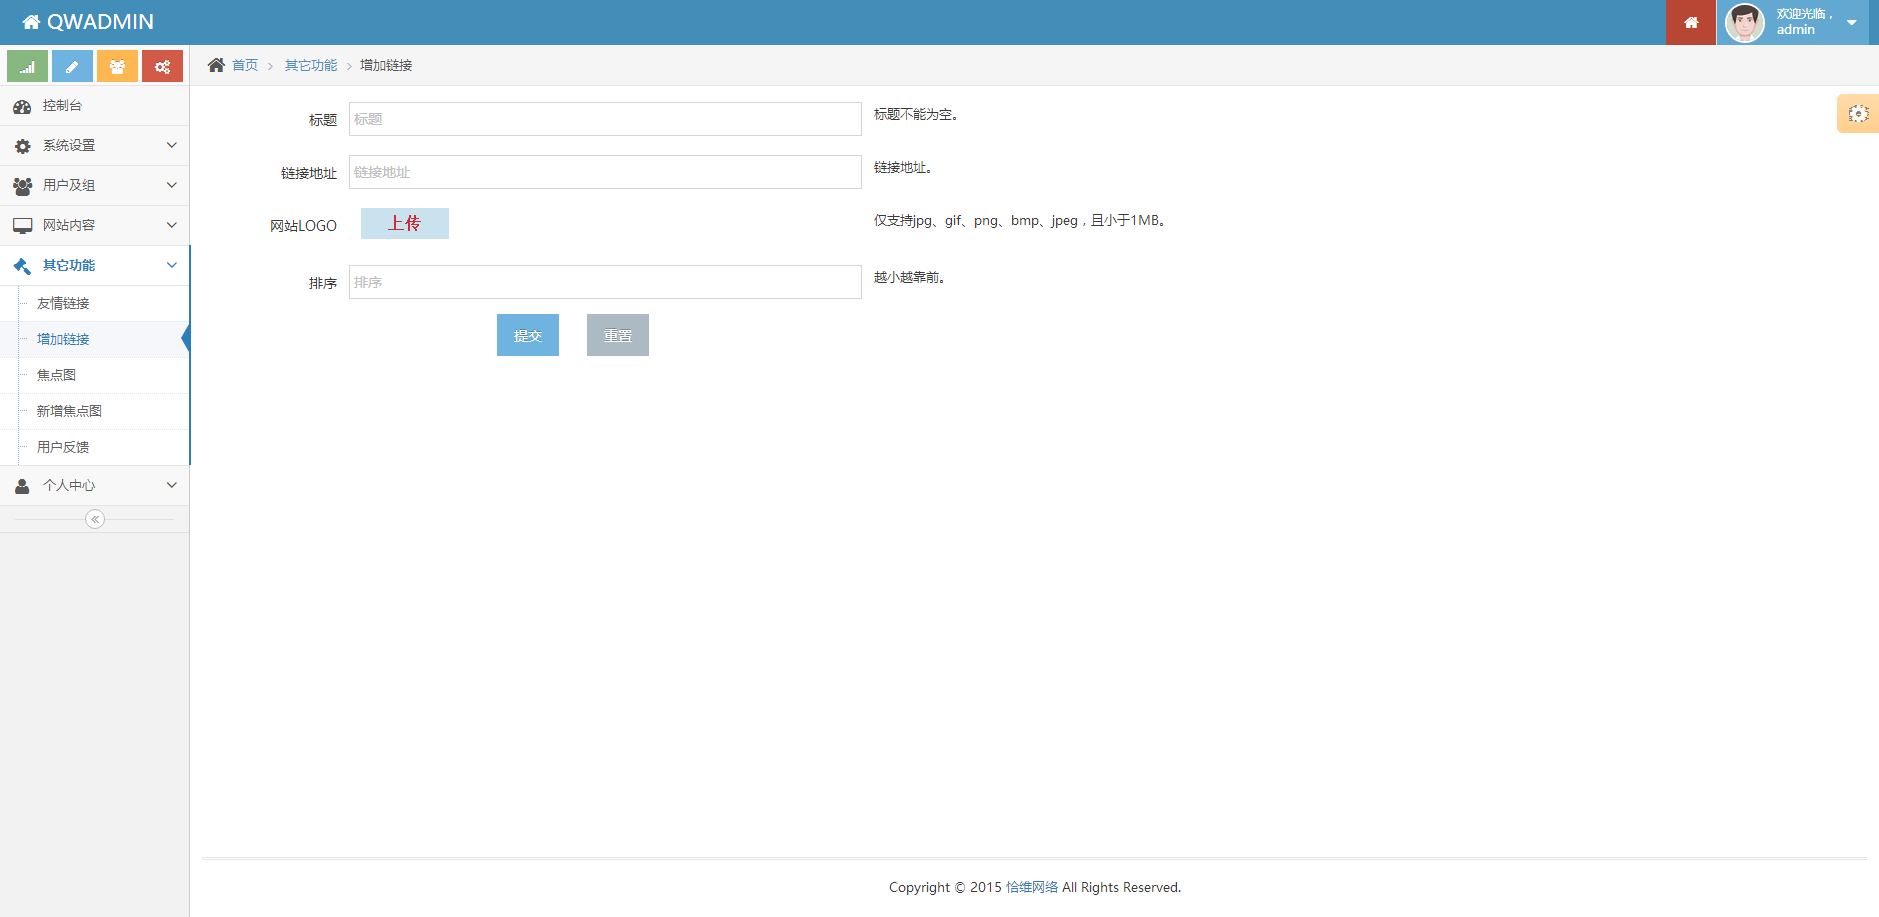 QWADMIN
欢迎光临，
admin
首页 > 其它功能 > 增加链接
控制台
系统设置
用户及组
网站内容
其它功能
友情链接
增加链接
焦点图
新增焦点图
用户反馈
个人中心
标题
标题
标题不能为空。
链接地址
链接地址
链接地址。
网站LOGO
上传
仅支持jpg、gif、png、bmp、jpeg，且小于1MB。
排序
排序
越小越靠前。
提交
重置
Copyright © 2015 恰维网络 All Rights Reserved.